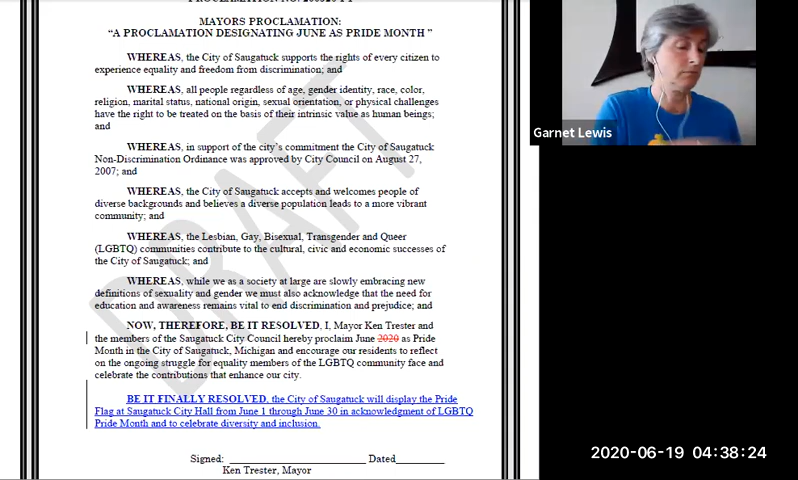 MAYORS PROCLAMATION:
“A PROCLAMATION DESIGNATING JUNE AS PRIDE MONTH ”
WHEREAS, the City of Saugatuck supports the rights of every citizen to
experience equality and freedom from discrimination; and
WHEREAS, all people regardless of age, gender identity, race, color,
religion, marital status, national origin, sexual orientation, or physical challenges
have the right to be treated on the basis of their intrinsic value as human beings;
and
WHEREAS, in support of the city’s commitment the City of Saugatuck
Non-Discrimination Ordinance was approved by City Council on August 27,
2007; and
WHEREAS, the City of Saugatuck accepts and welcomes people of
diverse backgrounds and believes a diverse population leads to a more vibrant
community; and
WHEREAS, the Lesbian, Gay, Bisexual, Transgender and Queer
(LGBTQ) communities contribute to the cultural, civic and economic successes of
the City of Saugatuck; and
WHEREAS, while we as a society at large are slowly embracing new
definitions of sexuality and gender we must also acknowledge that the need for
education and awareness remains vital to end discrimination and prejudice; and
NOW, THEREFORE, BE IT RESOLVED, I, Mayor Ken Trester and
the members of the Saugatuck City Council hereby proclaim June 2020 as Pride
Month in the City of Saugatuck, Michigan and encourage our residents to reflect
on the ongoing struggle for equality members of the LGBTQ community face and
celebrate the contributions that enhance our city.
BE IT FINALLY RESOLVED, the City of Saugatuck will display the Pride
Flag at Saugatuck City Hall from June 1 through June 30 in acknowledgment of LGBTQ
Pride Month and to celebrate diversity and inclusion.
Signed: Dated
Ken Trester, Mayor
DRAFT
Garnet Lewis
2020-06-19 04:38:24